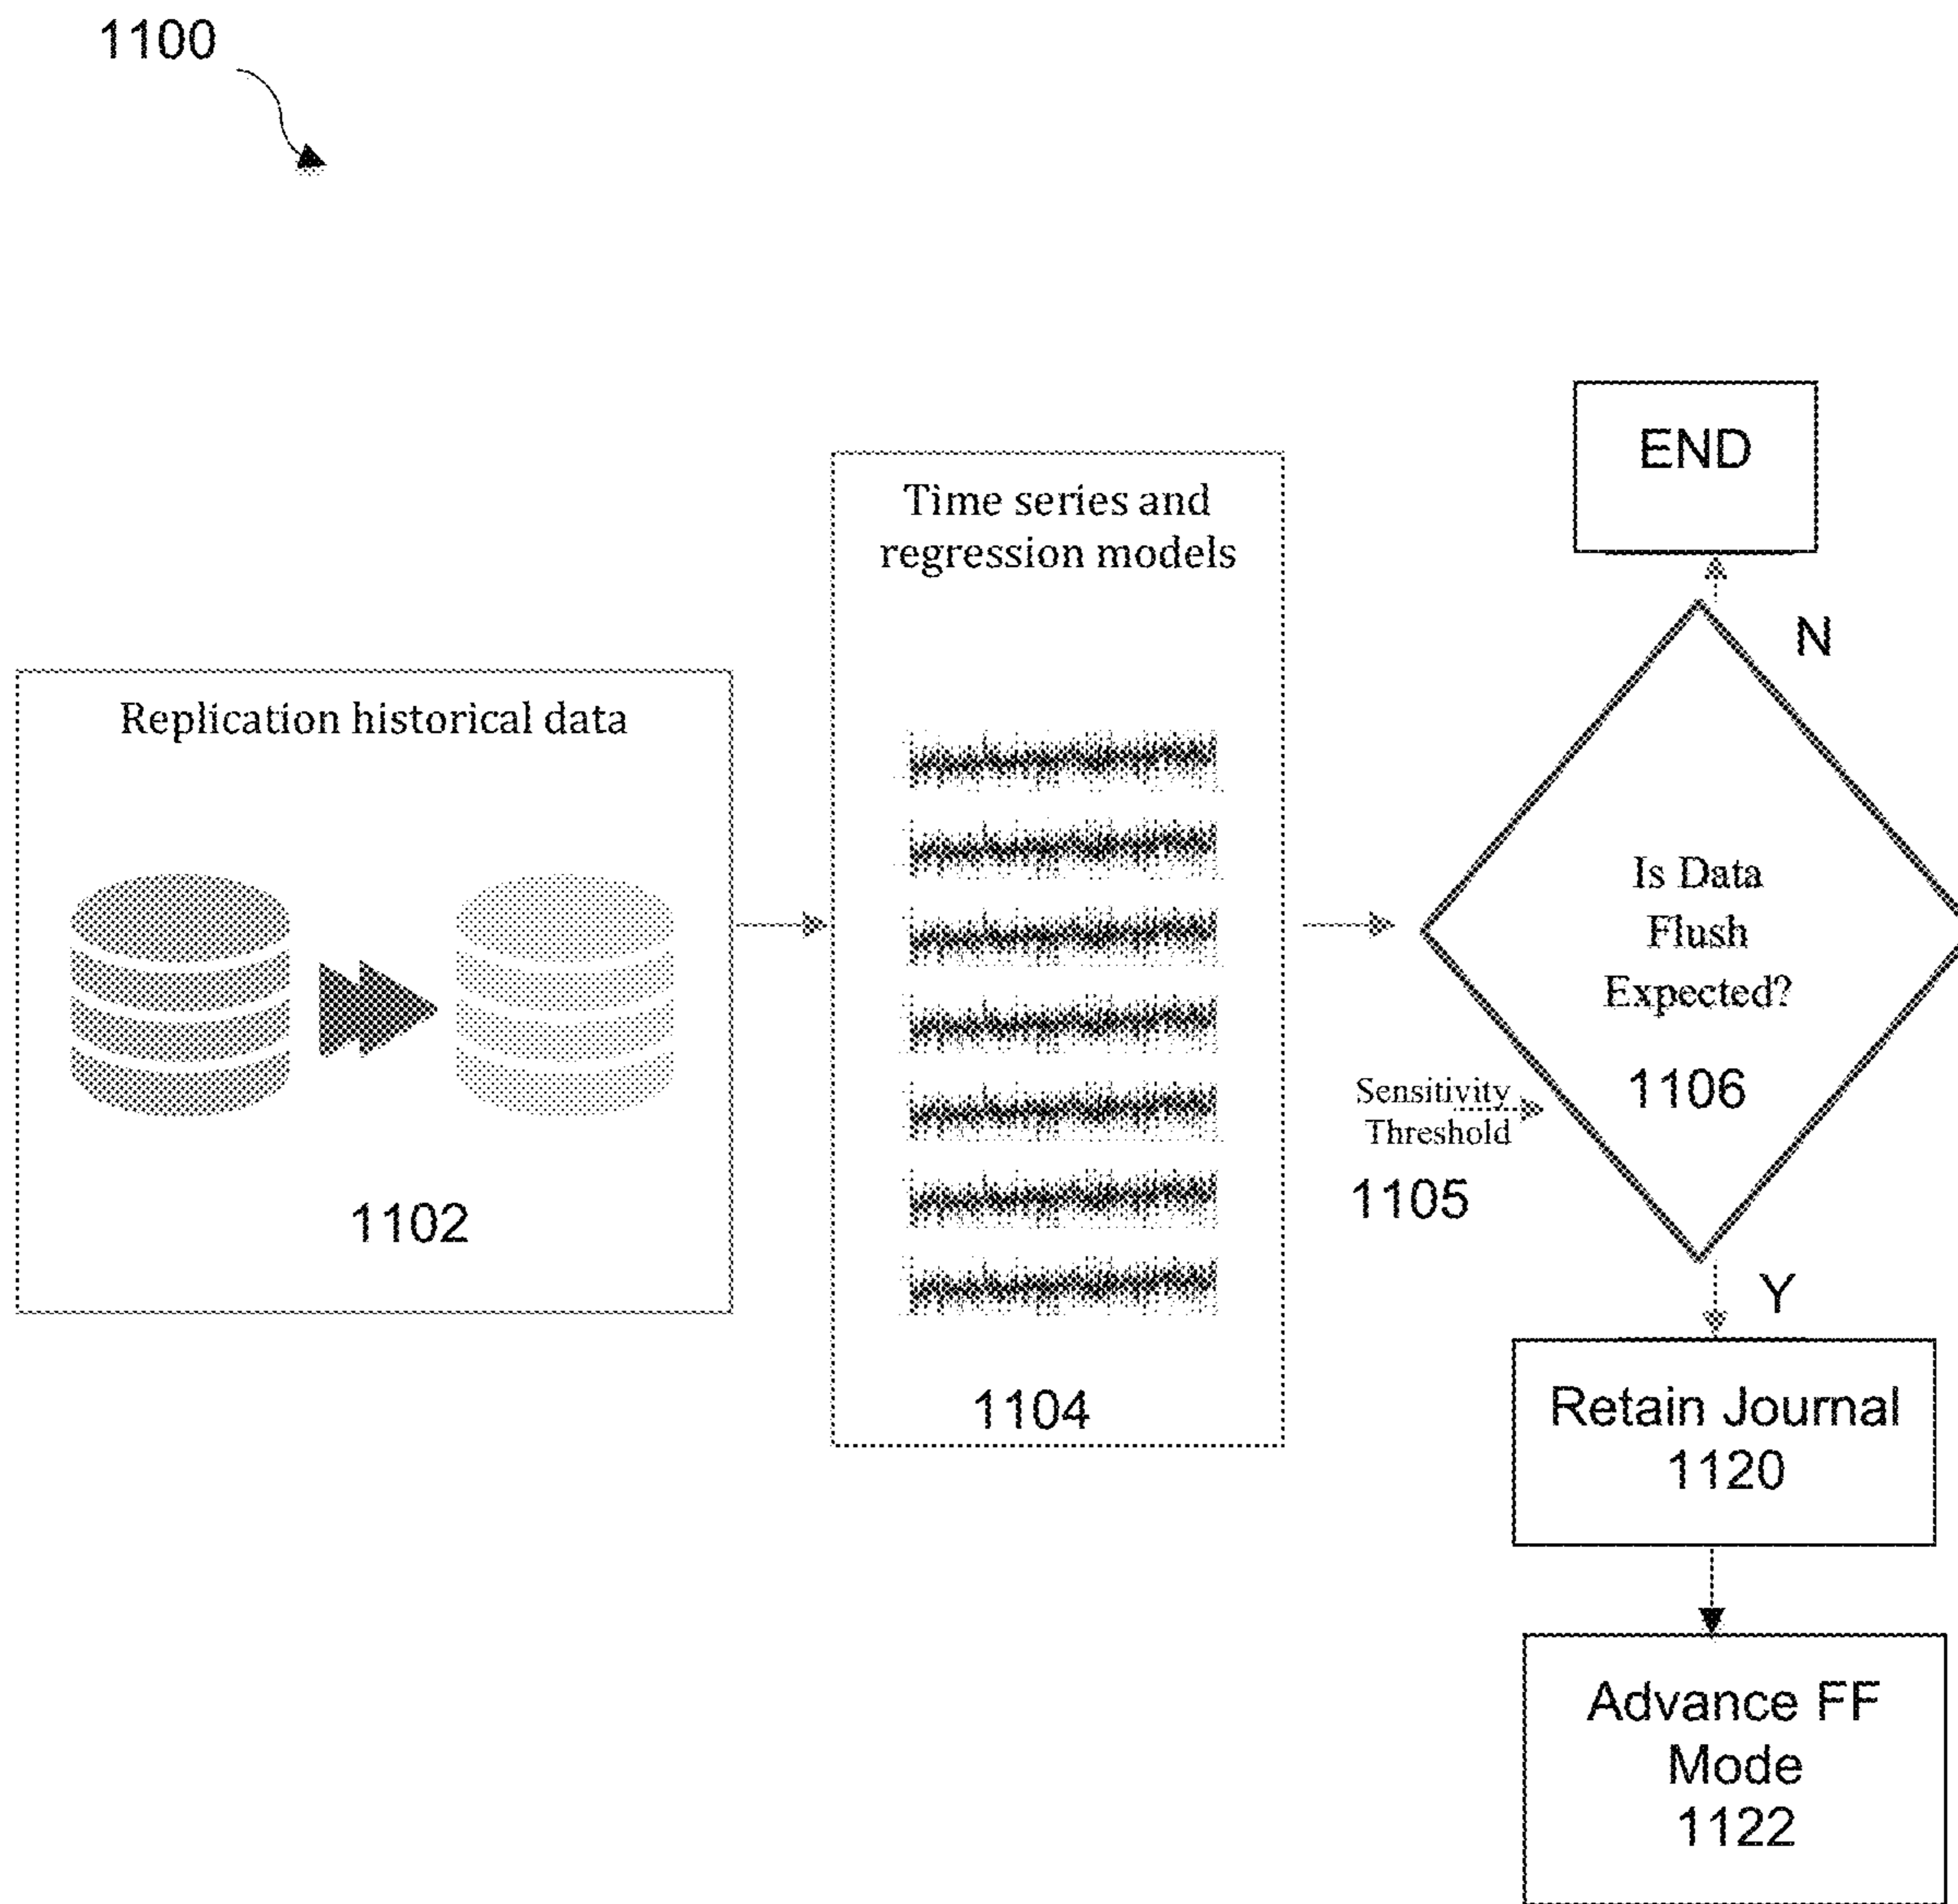 1100
END
Time series and
regression models
N
Replication historical data
Is Data
Flush
Expected?
1106
Sensitivity
Threshold
1105
1102
Y
1104
Retain Journal
1120
Advance FF
Mode
1122